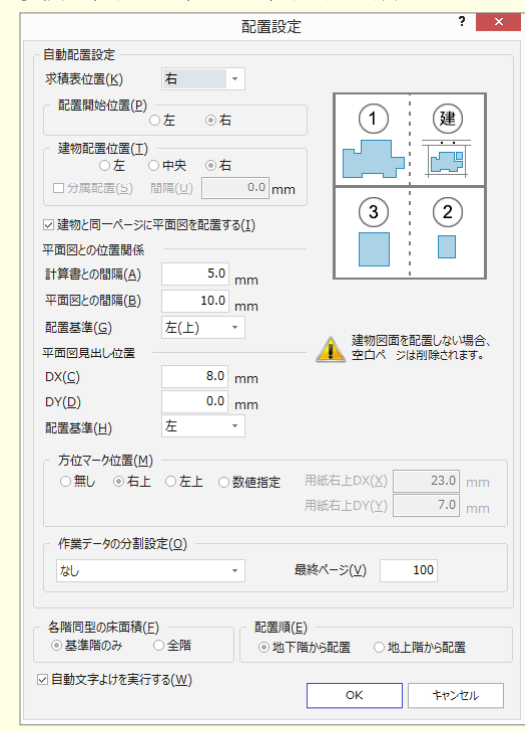 配置設定
? ×
自動配置設定
求積表位置(K) 右
配置開始位置(P)
左 右
建物配置位置(T)
左 中央 右
分属配置(S) 間隔(U) 0.0 mm
建物と同一ページに平面図を配置する(I)
平面図との位置関係
計算書との間隔(A) 5.0 mm
平面図との間隔(B) 10.0 mm
配置基準(G) 左(上)
平面図見出し位置
DX(C) 8.0 mm
DY(D) 0.0 mm
配置基準(H) 左
1 建
3 2
建物図面を配置しない場合、
空白ペ ジは削除されます。
方位マーク位置(M)
無し 右上 左上 数値指定 用紙右上DX(X) 23.0 mm
用紙右上DY(Y) 7.0 mm
作業データの分割設定(O)
なし 最終ページ(V) 100
各階同型の床面積(F)
基準階のみ 全階
配置順(E)
地下階から配置 地上階から配置
自動文字よけを実行する(W)
OK キャンセル